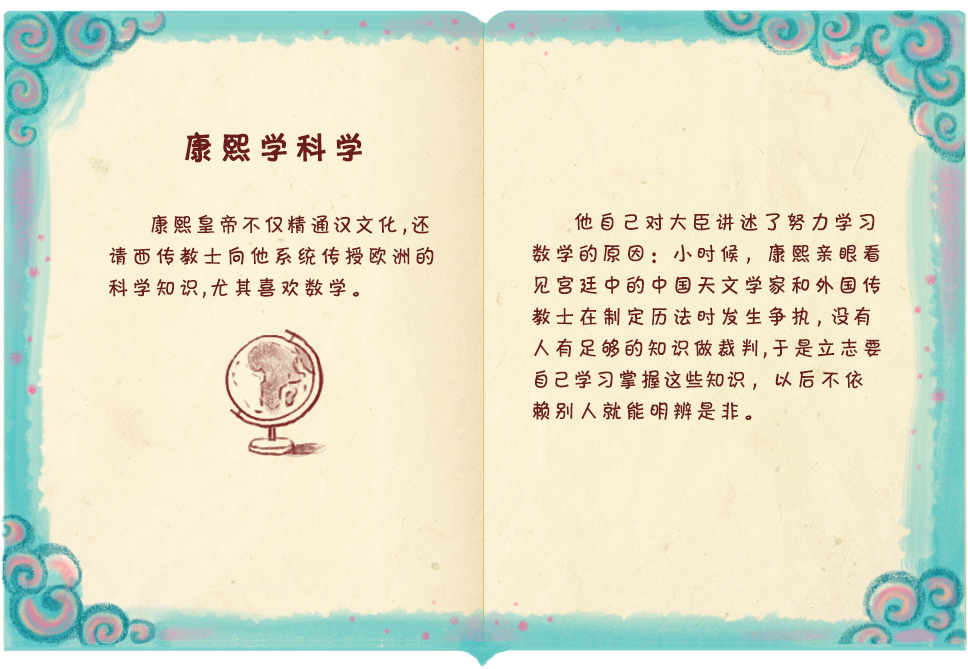 康熙学科学
康熙皇帝不仅精通汉文化,还
请西传教士向他系统传授欧洲的
科学知识,尤其喜欢数学。
他自己对大臣讲述了努力学习
数学的原因：小时候，康熙亲眼看
见宫廷中的中国天文学家和外国传
教士在制定历法时发生争执,没有
人有足够的知识做裁判,于是立志要
自己学习掌握这些知识，以后不依
赖别人就能明辨是非。